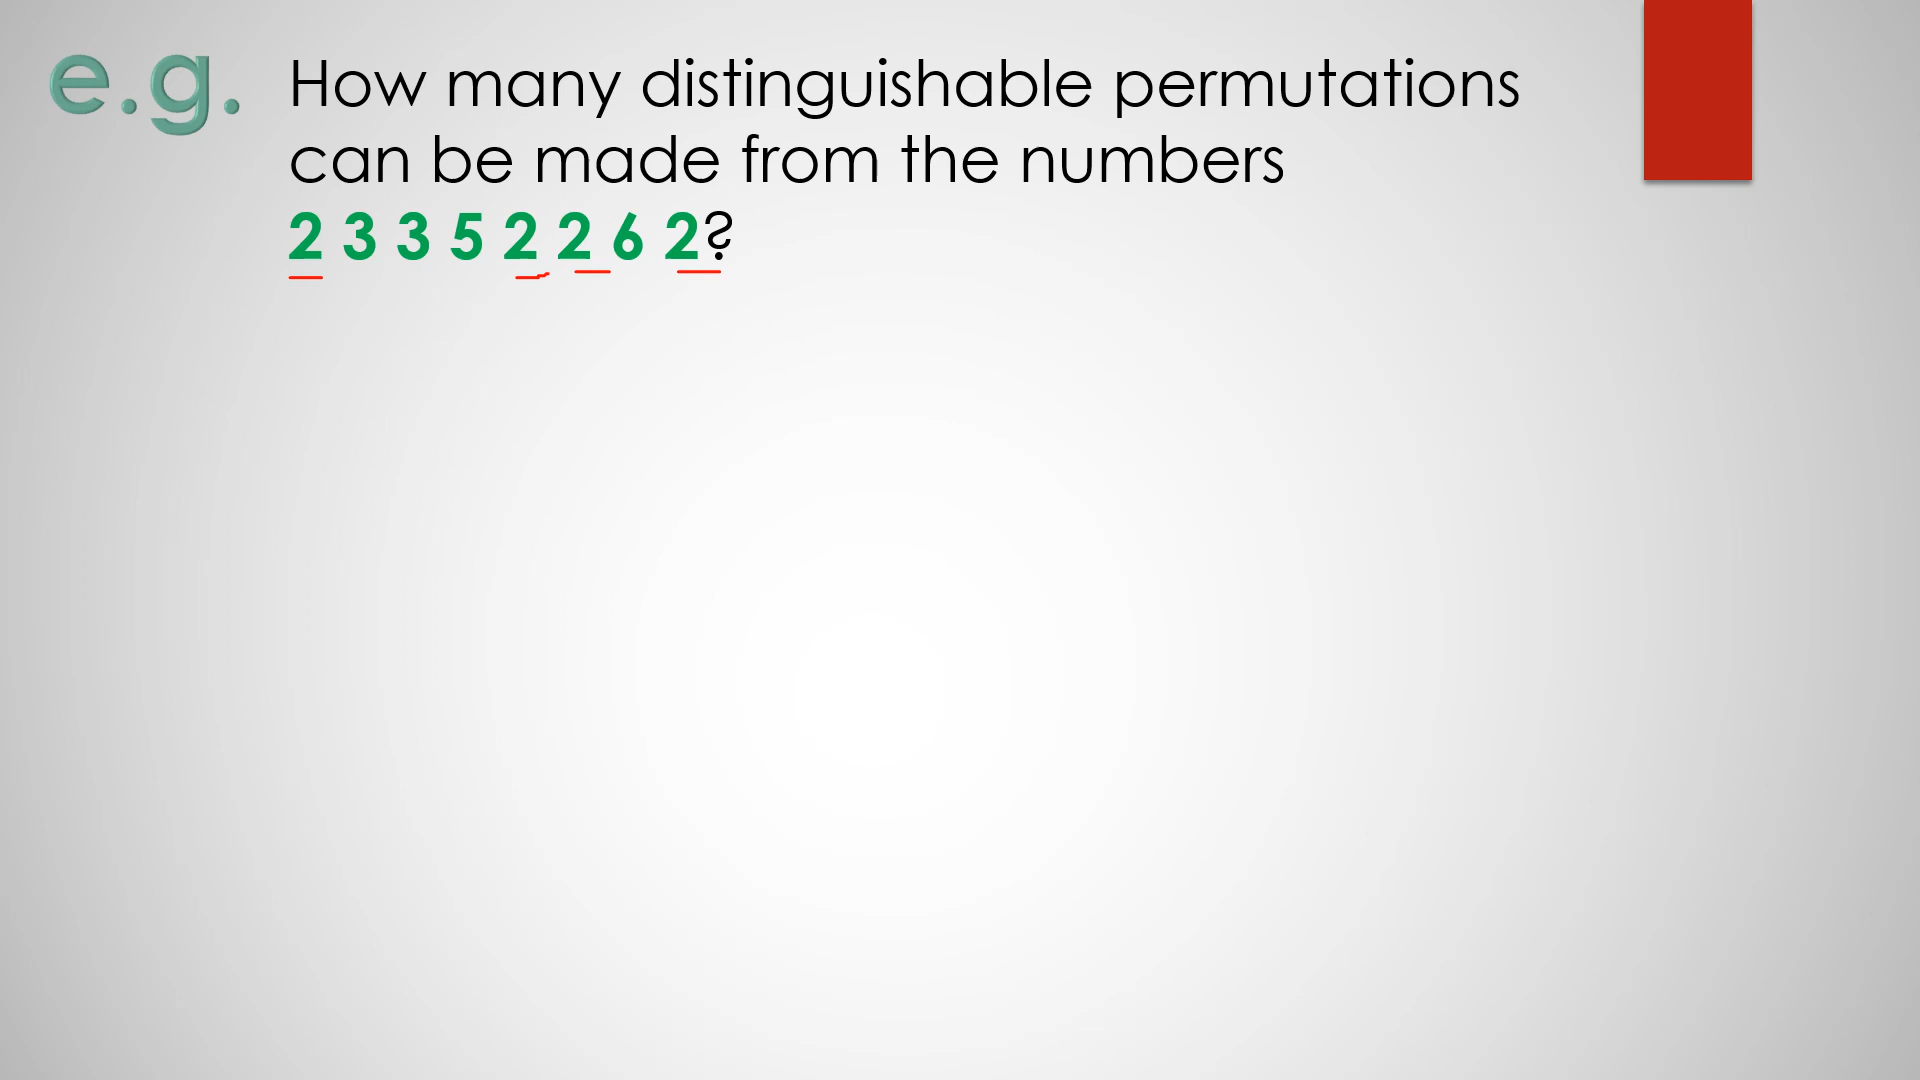 e.g. How many distinguishable permutations
can be made from the numbers
2 3 3 5 2 2 6 2?